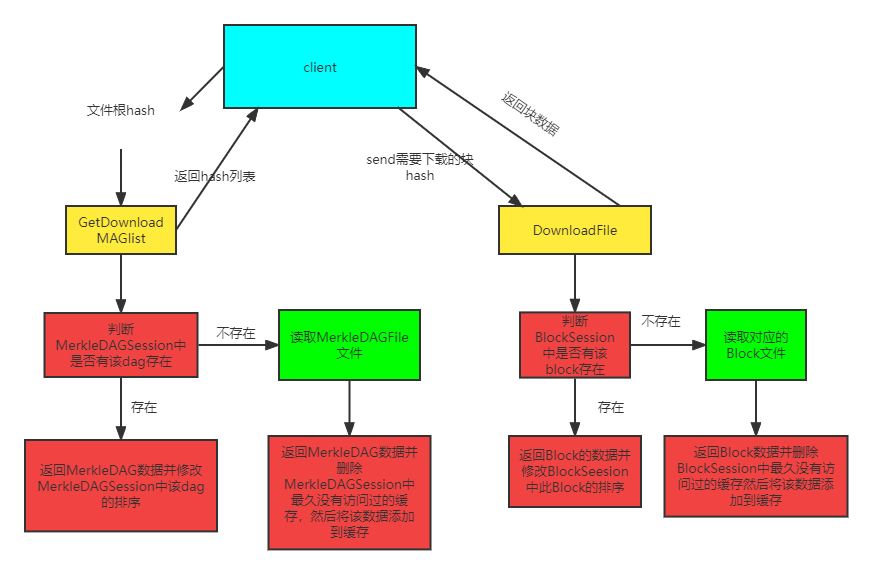 client
文件根hash
返回hash列表
send需要下载的块
hash
返回块数据
GetDownload
MAGlist
DownloadFile
判断
MerkleDAGSession中
是否有该dag存在
不存在
读取MerkleDAGFile
文件
判断
BlockSession
中是否有该
block存在
不存在
读取对应的
Block文件
存在
存在
返回MerkleDAG数据并修改
MerkleDAGSession中该dag
的排序
返回MerkleDAG数据并
删除
MerkleDAGSession中
最久没有访问过的缓
存，然后将该数据添加
到缓存
返回Block的数据并
修改BlockSeesion
中此Block的排序
返回Block数据并删除
BlockSession中最久没有访
问过的缓存然后将该数据添
加到缓存